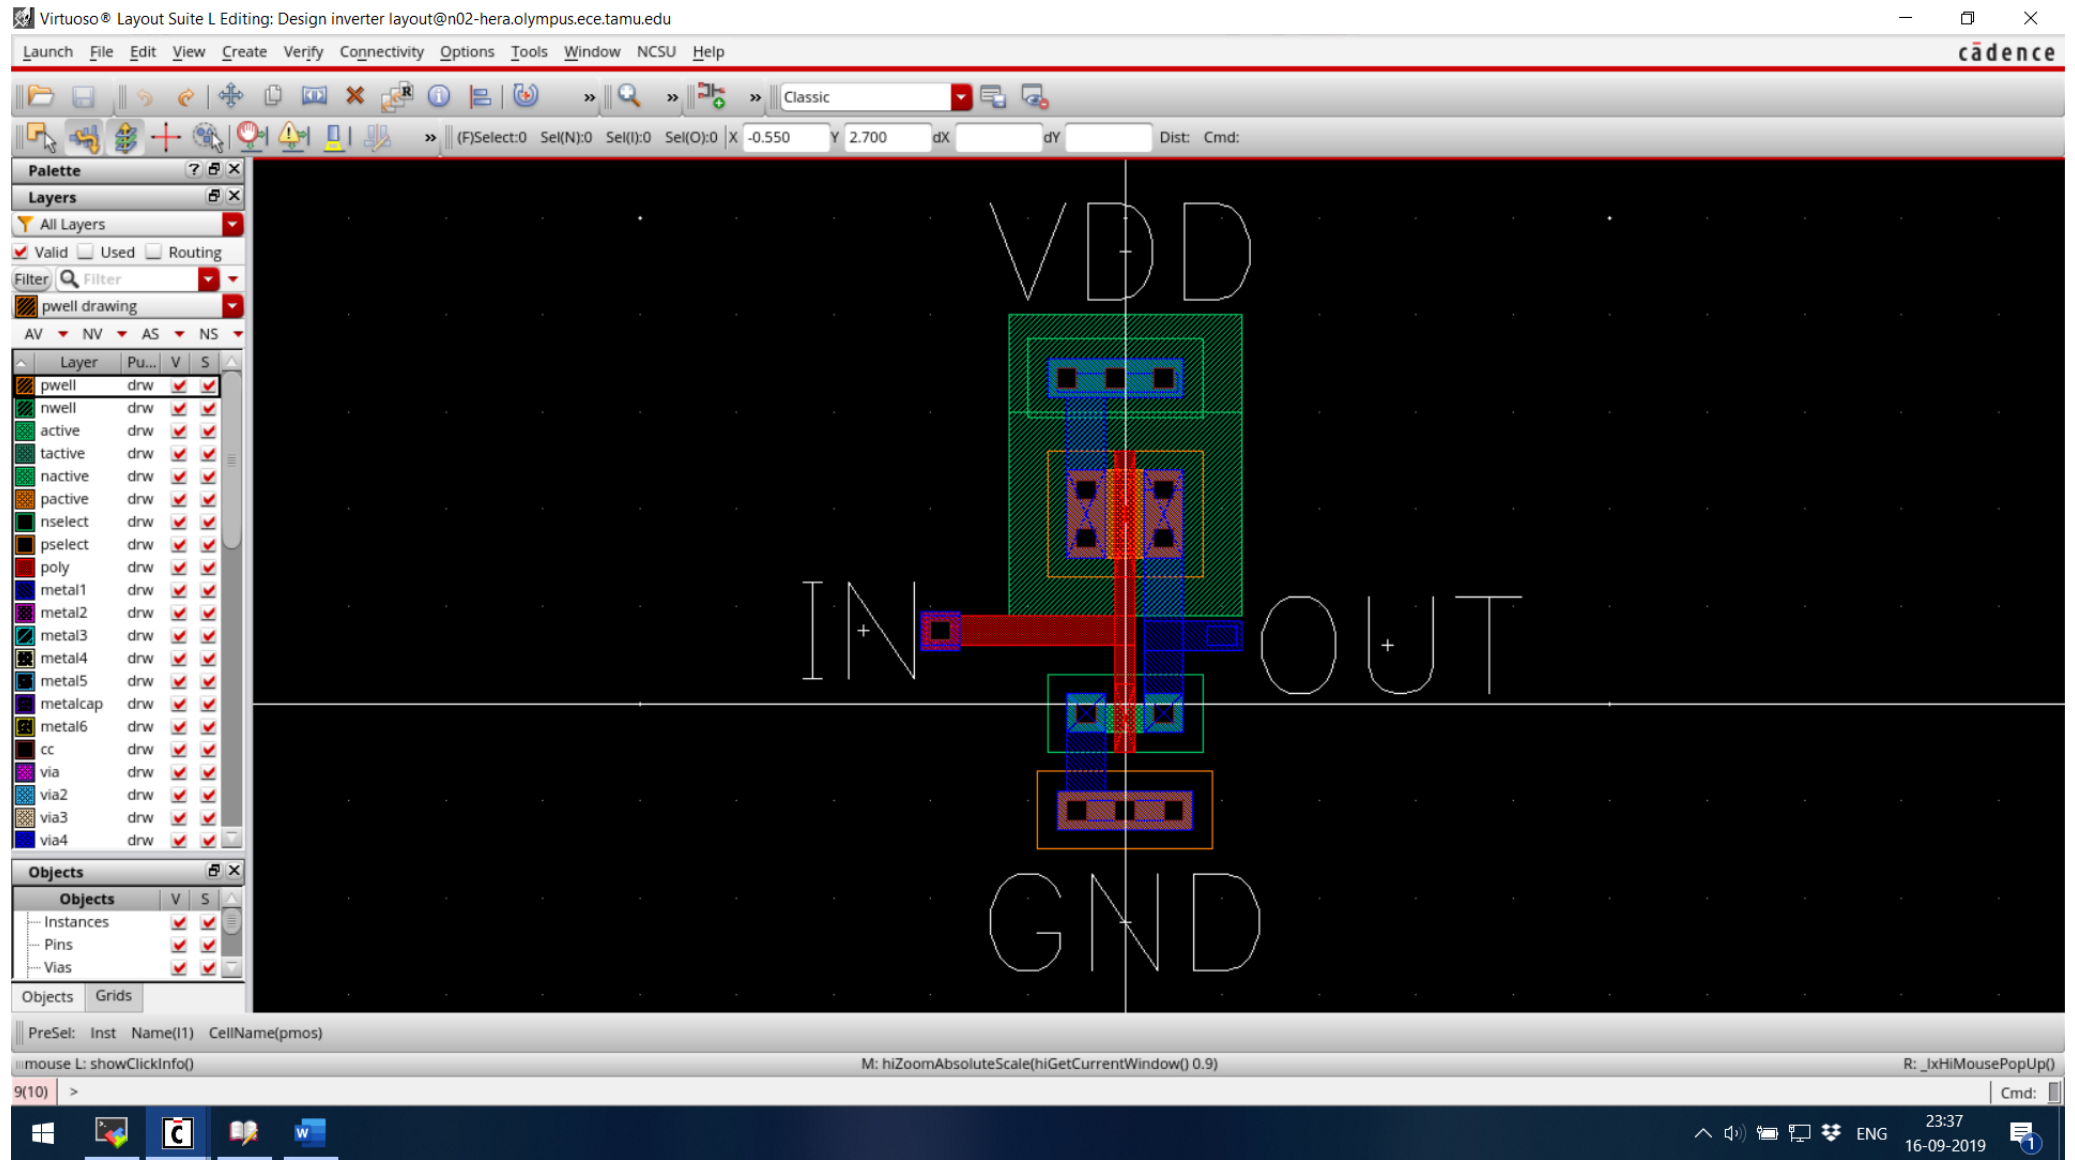 Virtuoso® Layout Suite L Editing: Design inverter layout@n02-hera.olympus.ece.tamu.edu
Launch File Edit View Create Verify Connectivity Options Tools Window NCSU Help
cādence
R
Classic
(F)Select:0 Sel(N):0 Sel(I):0 Sel(O):0 X -0.550 Y 2.700 dX dY Dist: Cmd:
Palette
Layers
All Layers
Valid Used Routing
Filter Filter
pwell drawing
AV NV AS NS
Layer Pu... V S
pwell drw
nwell drw
active drw
tactive drw
nactive drw
pactive drw
nselect drw
pselect drw
poly drw
metal1 drw
metal2 drw
metal3 drw
metal4 drw
metal5 drw
metalcap drw
metal6 drw
cc drw
via drw
via2 drw
via3 drw
via4 drw
Objects
Objects V S
Instances
Pins
Vias
Objects Grids
VDD
IN OUT
GND
PreSel: Inst Name(I1) CellName(pmos)
mouse L: showClickInfo() M: hiZoomAbsoluteScale(hiGetCurrentWindow() 0.9) R: _lxHiMousePopUp()
9(10) > Cmd:
ENG
23:37
16-09-2019
1